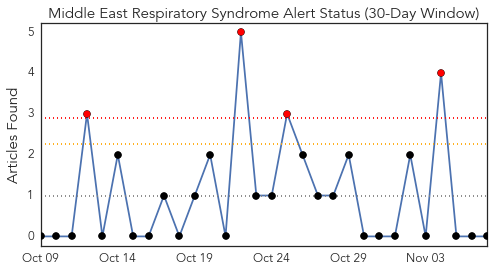 Middle East Respiratory Syndrome Alert Status (30-Day Window)
Articles Found
5
4
3
2
1
0
Oct 09 Oct 14 Oct 19 Oct 24 Oct 29 Nov 03